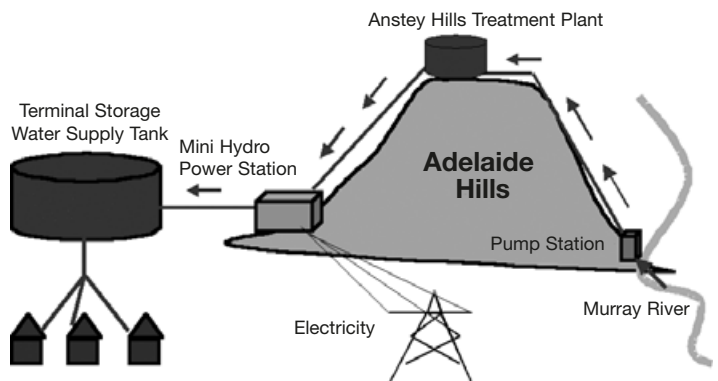 Anstey Hills Treatment Plant
Terminal Storage
Water Supply Tank
Mini Hydro
Power Station
Adelaide
Hills
Pump Station
Murray River
Electricity